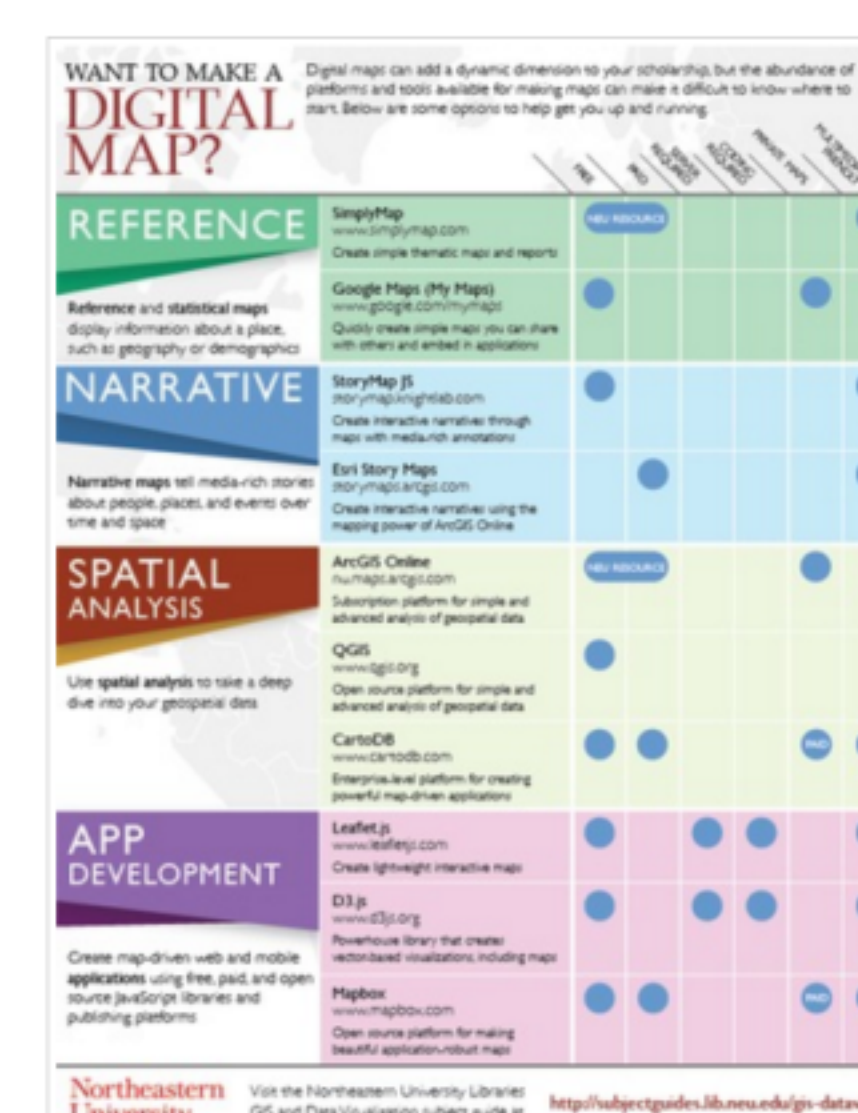 WANT TO MAKE A
DIGITAL
MAP?
Digital maps can add a dynamic dimension to your scholarship, but the abundance of
platforms and tools available for making maps can make it difficult to know where to
start. Below are some options to help get you up and running.
FREE
PAID
SERVER
REQUIRED
CODING
REQUIRED
PRIVATE MAPS
REFERENCE
Reference and statistical maps
display information about a place,
such as geography or demographics
SimplyMap
www.simplymap.com
Create simple thematic maps and reports
NEU RESOURCE
Google Maps (My Maps)
www.google.com/mymaps
Quickly create simple maps you can share
with others and embed in applications
NARRATIVE
Narrative maps tell media-rich stories
about people, places, and events over
time and space
StoryMap JS
storymap.knightlab.com
Create interactive narratives through
maps with media-rich annotations
Esri Story Maps
storymaps.arcgis.com
Create interactive narratives using the
mapping power of ArcGIS Online
SPATIAL
ANALYSIS
Use spatial analysis to take a deep
dive into your geospatial data
ArcGIS Online
nu.maps.arcgis.com
Subscription platform for simple and
advanced analysis of geospatial data
NEU RESOURCE
QGIS
www.qgis.org
Open source platform for simple and
advanced analysis of geospatial data
CartoDB
www.cartodb.com
Enterprise-level platform for creating
powerful map-driven applications
PAID
APP
DEVELOPMENT
Create map-driven web and mobile
applications using free, paid, and open
source JavaScript libraries and
publishing platforms
Leaflet.js
www.leafletjs.com
Create lightweight interactive maps
D3.js
www.d3js.org
Powerhouse library that creates
vector-based visualizations, including maps
Mapbox
www.mapbox.com
Open source platform for making
beautiful application-robust maps
PAID
Northeastern
University
Visit the Northeastern University Libraries
GIS and Data Visualization subject guide at
http://subjectguides.lib.neu.edu/gis-datav